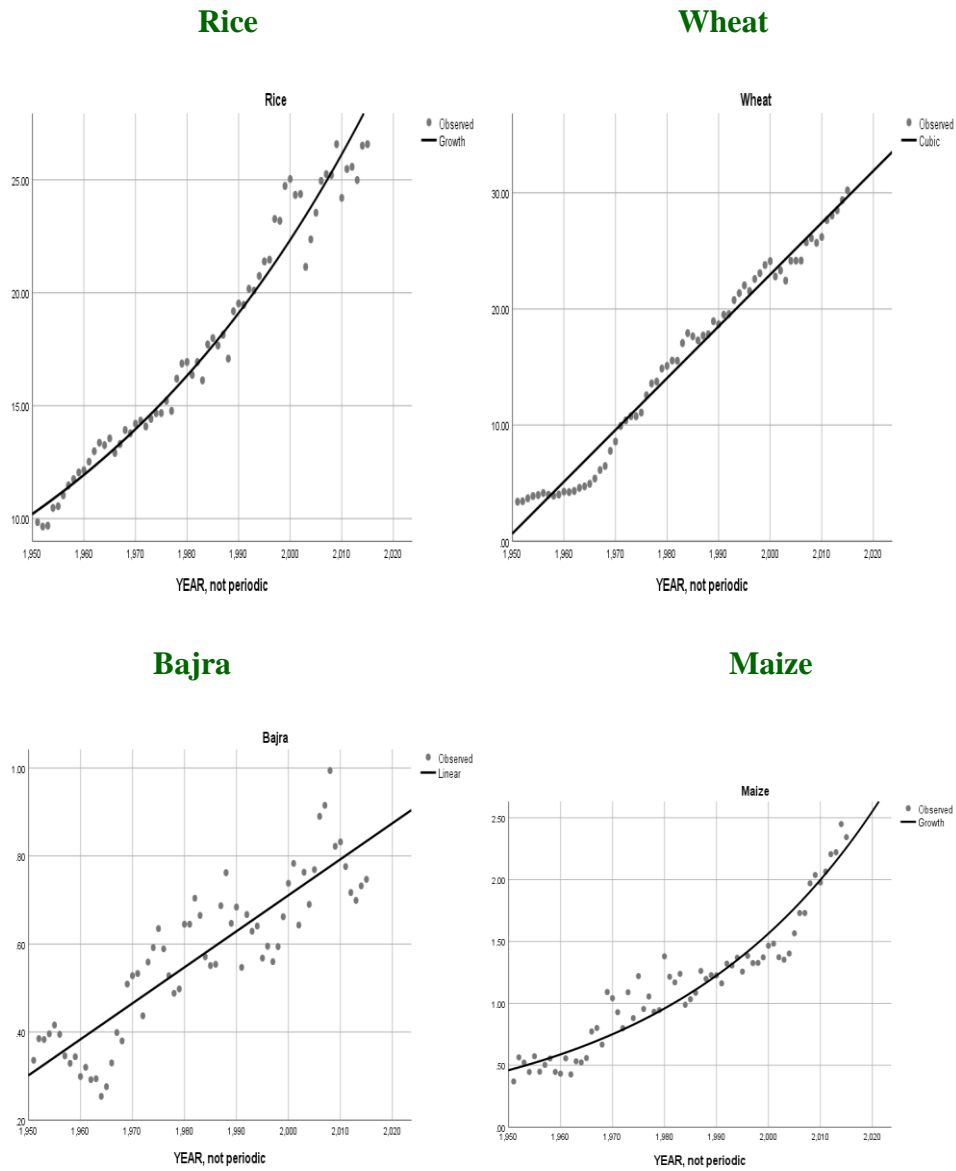 Rice
Wheat
Rice
Observed
Growth
25.00
20.00
15.00
10.00
1,950 1,960 1,970 1,980 1,990 2,000 2,010 2,020
YEAR, not periodic
Wheat
Observed
Cubic
30.00
20.00
10.00
.00
1,950 1,960 1,970 1,980 1,990 2,000 2,010 2,020
YEAR, not periodic
Bajra
Maize
Bajra
Observed
Linear
1.00
.80
.60
.40
.20
1,950 1,960 1,970 1,980 1,990 2,000 2,010 2,020
YEAR, not periodic
Maize
Observed
Growth
2.50
2.00
1.50
1.00
.50
.00
1,950 1,960 1,970 1,980 1,990 2,000 2,010 2,020
YEAR, not periodic